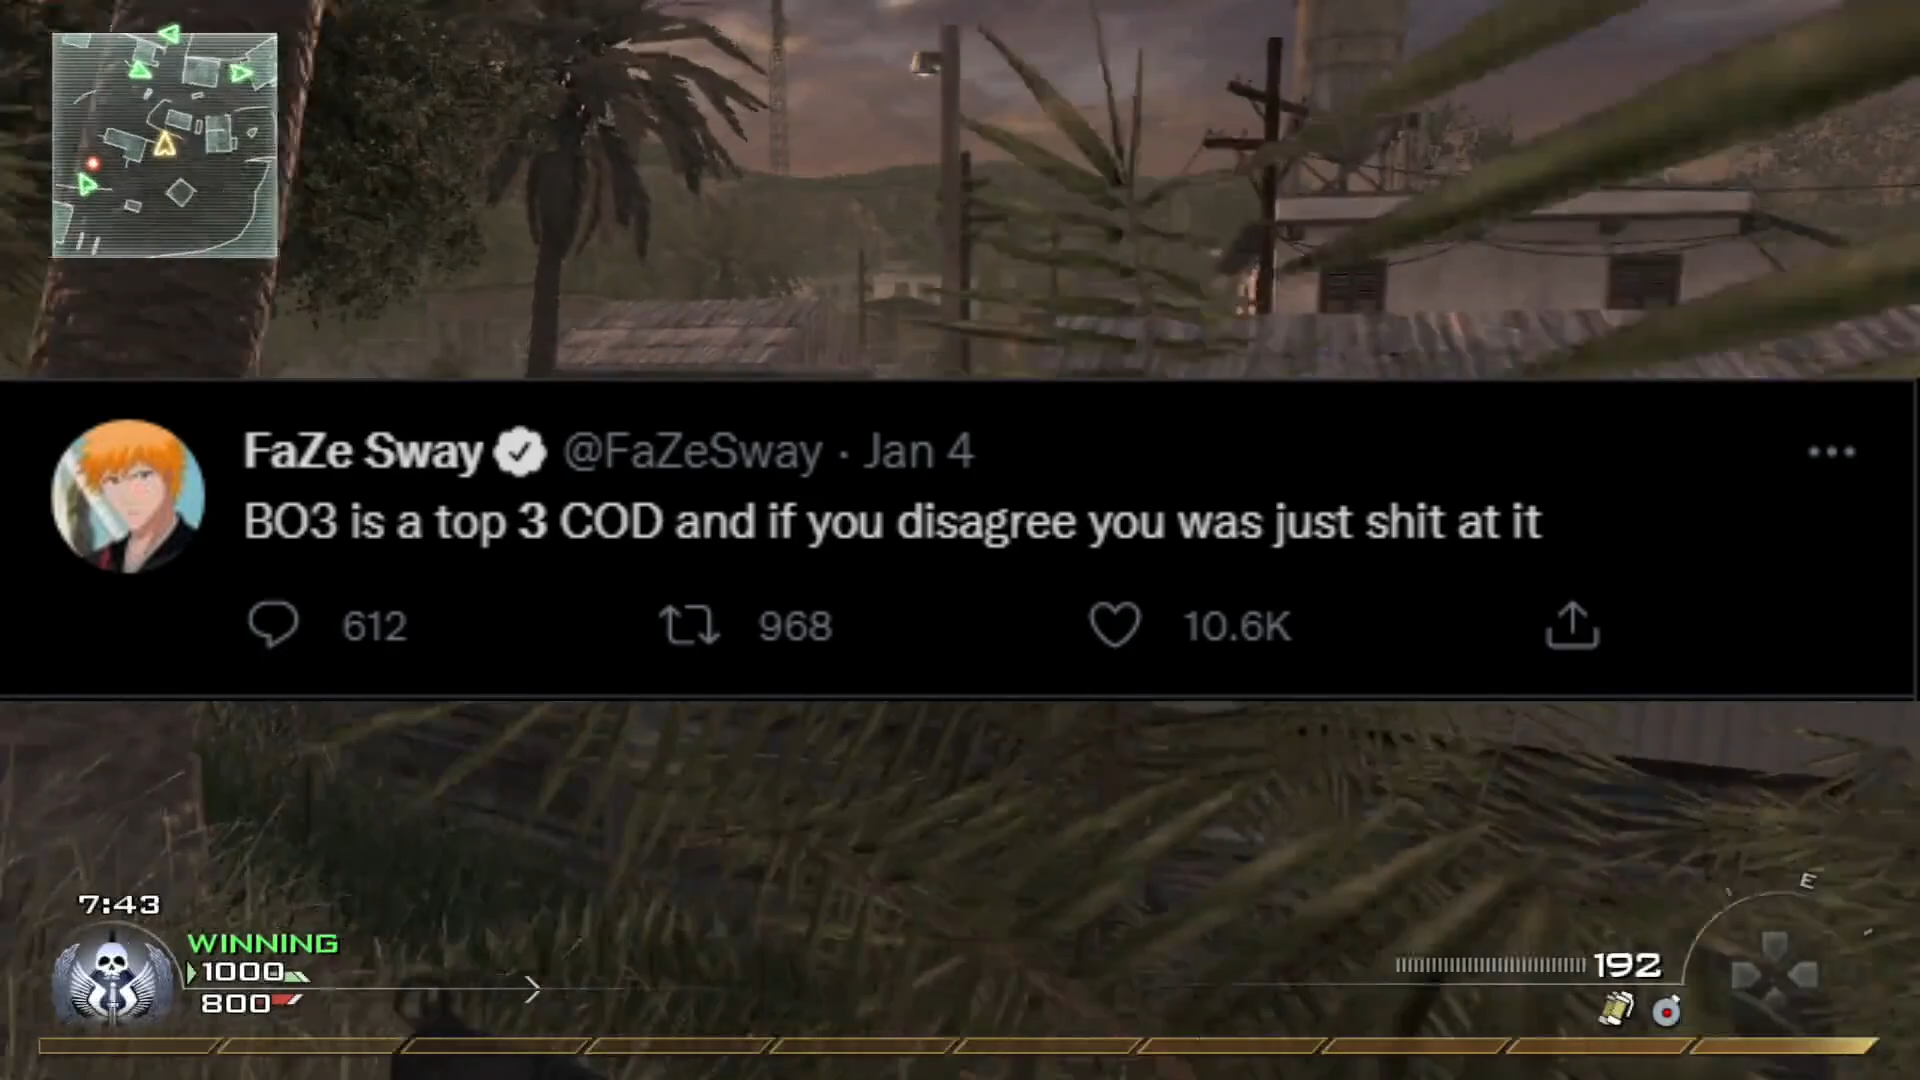 FaZe Sway @FaZeSway · Jan 4
BO3 is a top 3 COD and if you disagree you was just shit at it
612 968 10.6K
7:43
WINNING
1000
800
192
E